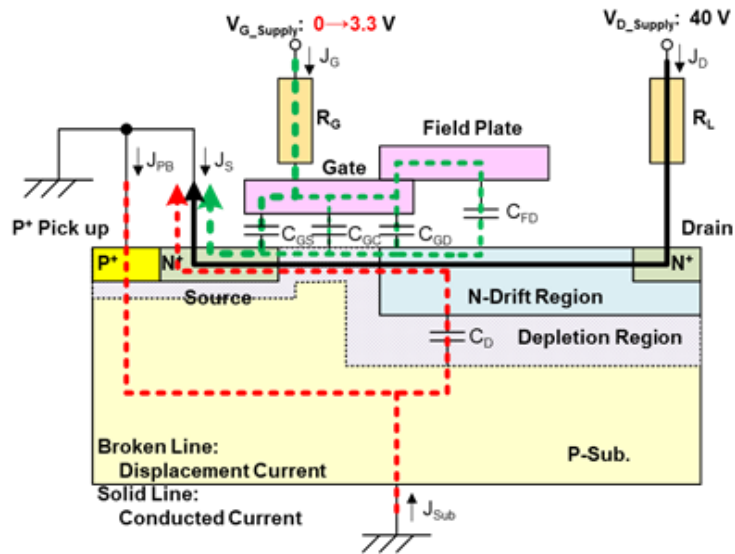 V_G_Supply: 0→3.3 V
V_D_Supply: 40 V
J_G
J_D
R_G
R_L
Field Plate
J_PB
J_S
Gate
P⁺ Pick up
C_GS
C_GC
C_GD
C_FD
Drain
P⁺
N⁺
N⁺
Source
N-Drift Region
C_D
Depletion Region
Broken Line:
Displacement Current
P-Sub.
Solid Line:
Conducted Current
J_Sub